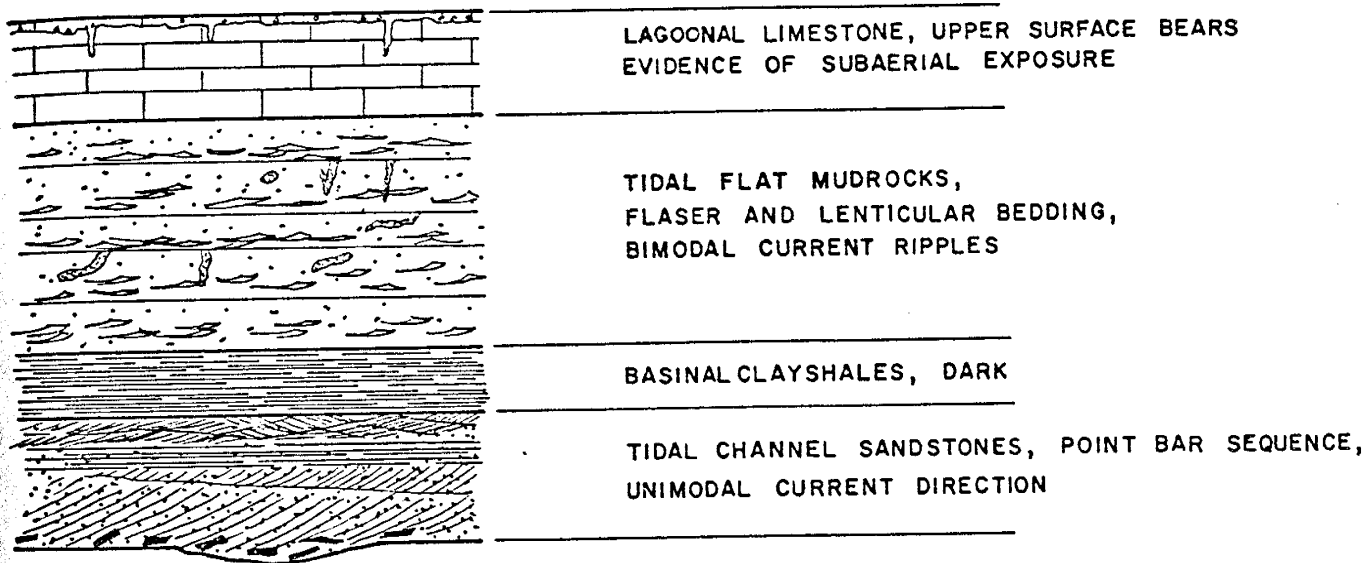 LAGOONAL LIMESTONE, UPPER SURFACE BEARS
EVIDENCE OF SUBAERIAL EXPOSURE
TIDAL FLAT MUDROCKS,
FLASER AND LENTICULAR BEDDING,
BIMODAL CURRENT RIPPLES
BASINAL CLAYSHALES, DARK
TIDAL CHANNEL SANDSTONES, POINT BAR SEQUENCE,
UNIMODAL CURRENT DIRECTION